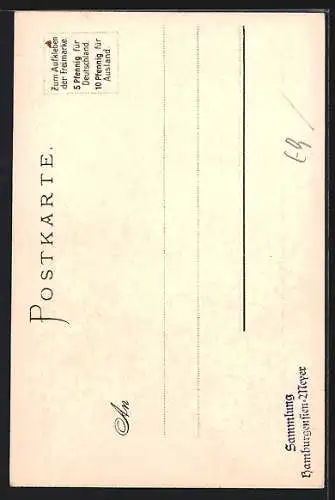 POSTKARTE.
Zum Aufkleben
der Freimarke.
5 Pfennig für
Deutschland
10 Pfennig für
Ausland.
An
Sammlung
Hamburgensien-Meyer